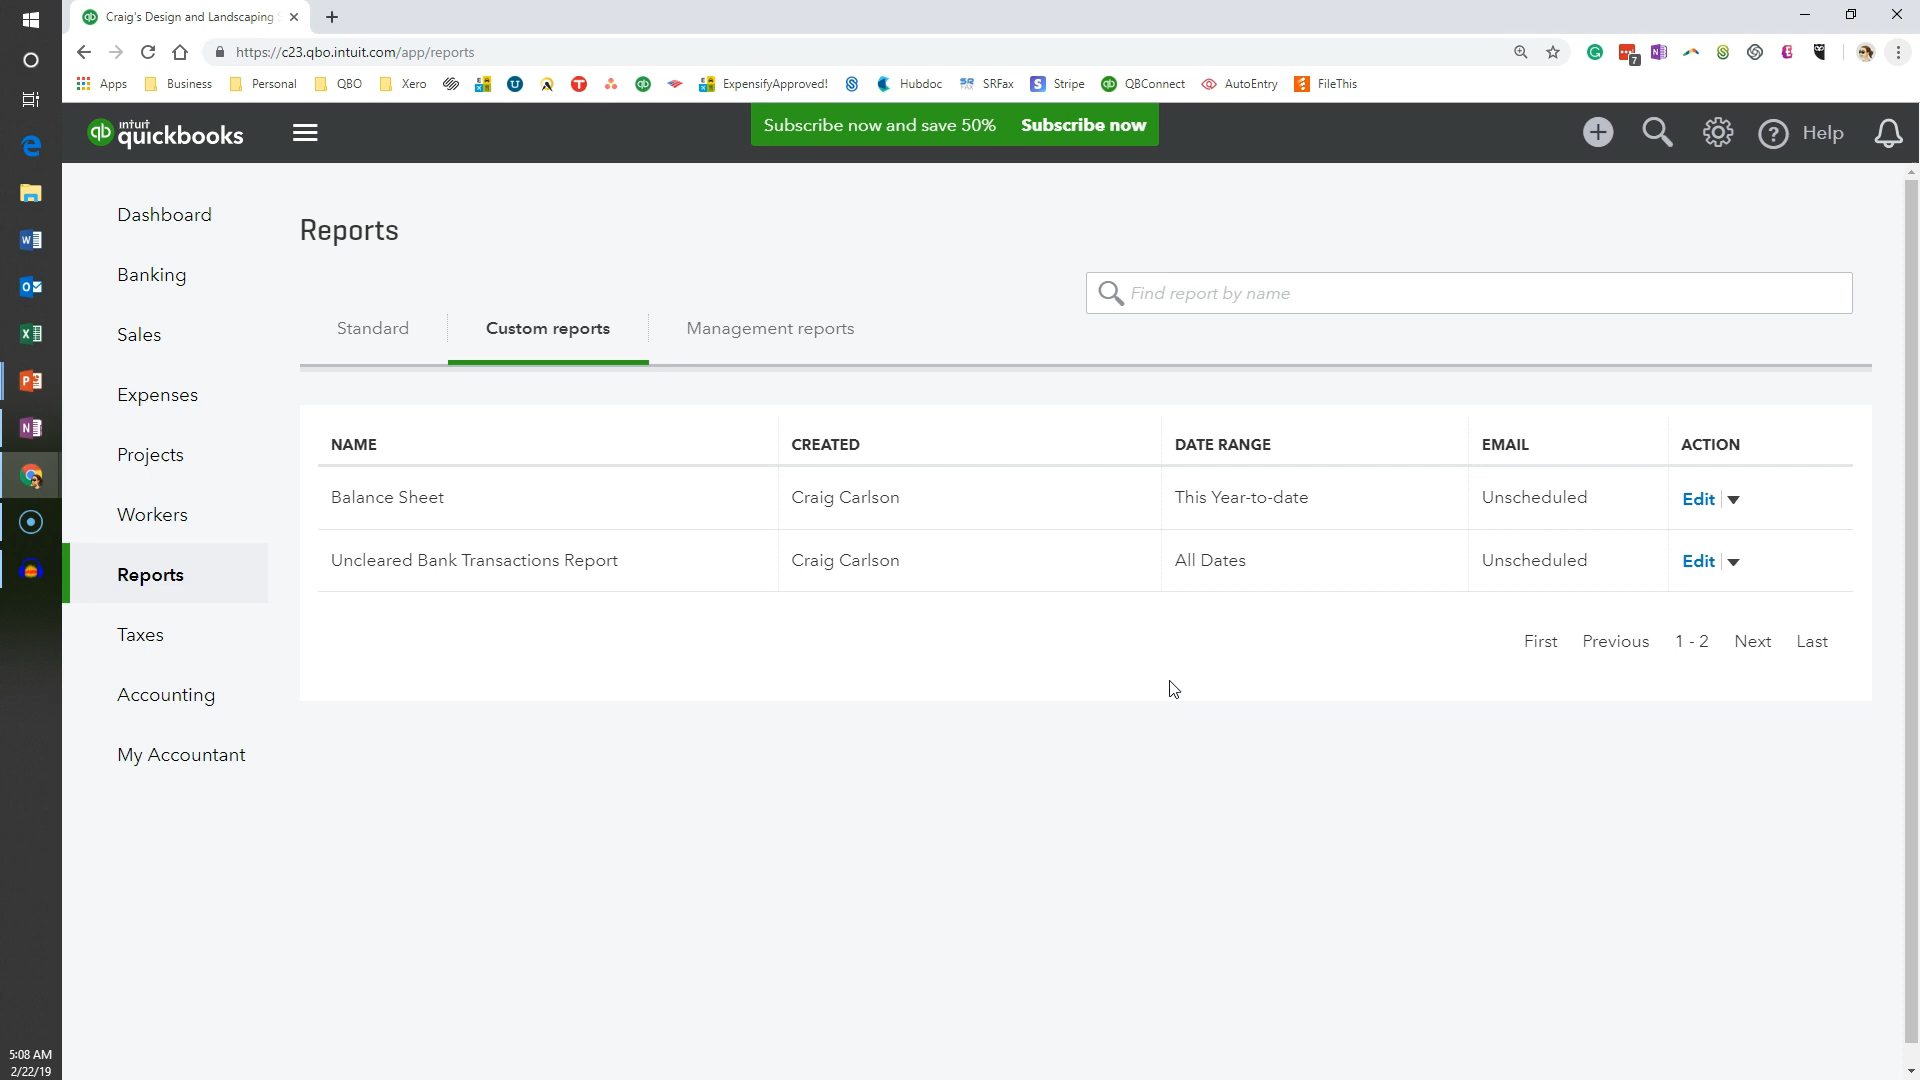 Craig's Design and Landscaping
https://c23.qbo.intuit.com/app/reports
7
Apps Business Personal QBO Xero ExpensifyApproved! Hubdoc SRFax Stripe QBConnect AutoEntry FileThis
intuit
quickbooks
Subscribe now and save 50% Subscribe now
Help
Dashboard
Banking
Sales
Expenses
Projects
Workers
Reports
Taxes
Accounting
My Accountant
Reports
Find report by name
Standard Custom reports Management reports
NAME CREATED DATE RANGE EMAIL ACTION
Balance Sheet Craig Carlson This Year-to-date Unscheduled Edit
Uncleared Bank Transactions Report Craig Carlson All Dates Unscheduled Edit
First Previous 1 - 2 Next Last
5:08 AM
2/22/19